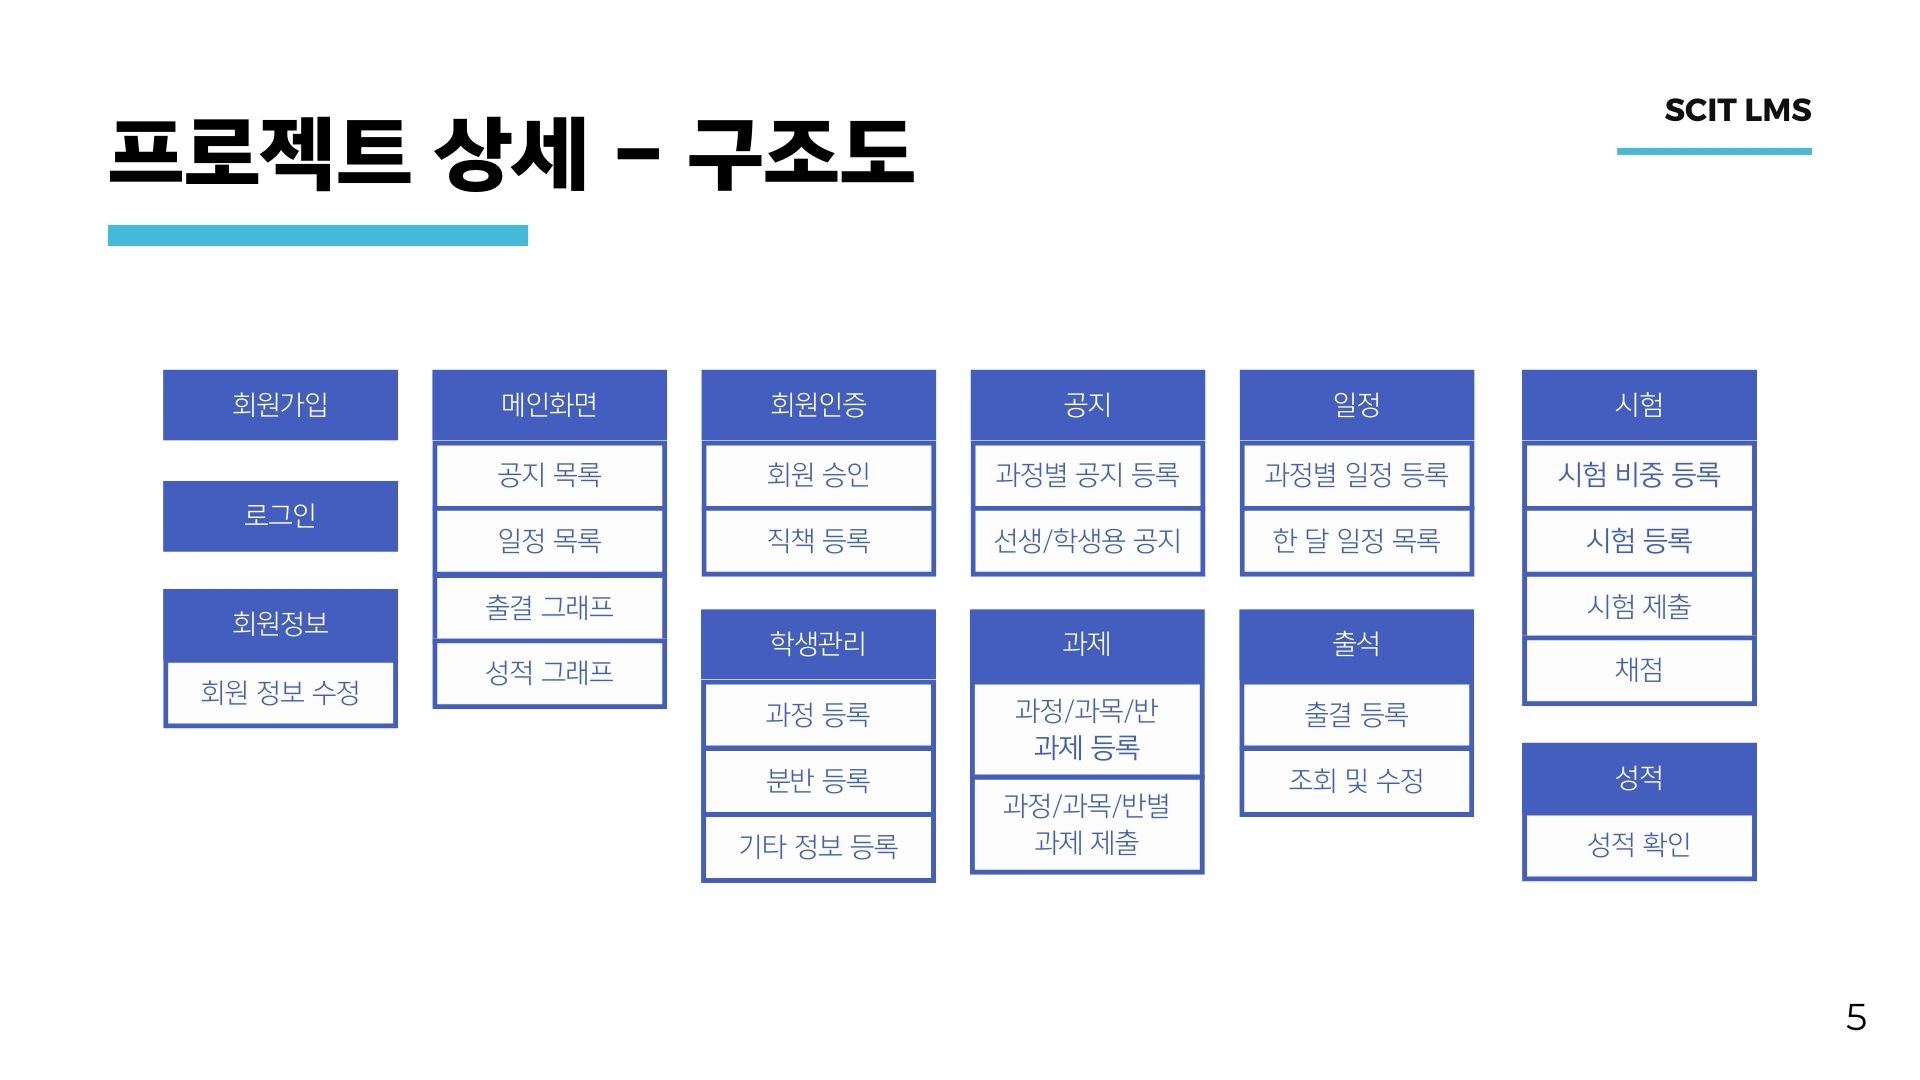 프로젝트 상세 - 구조도
SCIT LMS
회원가입
로그인
회원정보
회원 정보 수정
메인화면
공지 목록
일정 목록
출결 그래프
성적 그래프
회원인증
회원 승인
직책 등록
학생관리
과정 등록
분반 등록
기타 정보 등록
공지
과정별 공지 등록
선생/학생용 공지
과제
과정/과목/반
과제 등록
과정/과목/반별
과제 제출
일정
과정별 일정 등록
한 달 일정 목록
출석
출결 등록
조회 및 수정
시험
시험 비중 등록
시험 등록
시험 제출
채점
성적
성적 확인
5